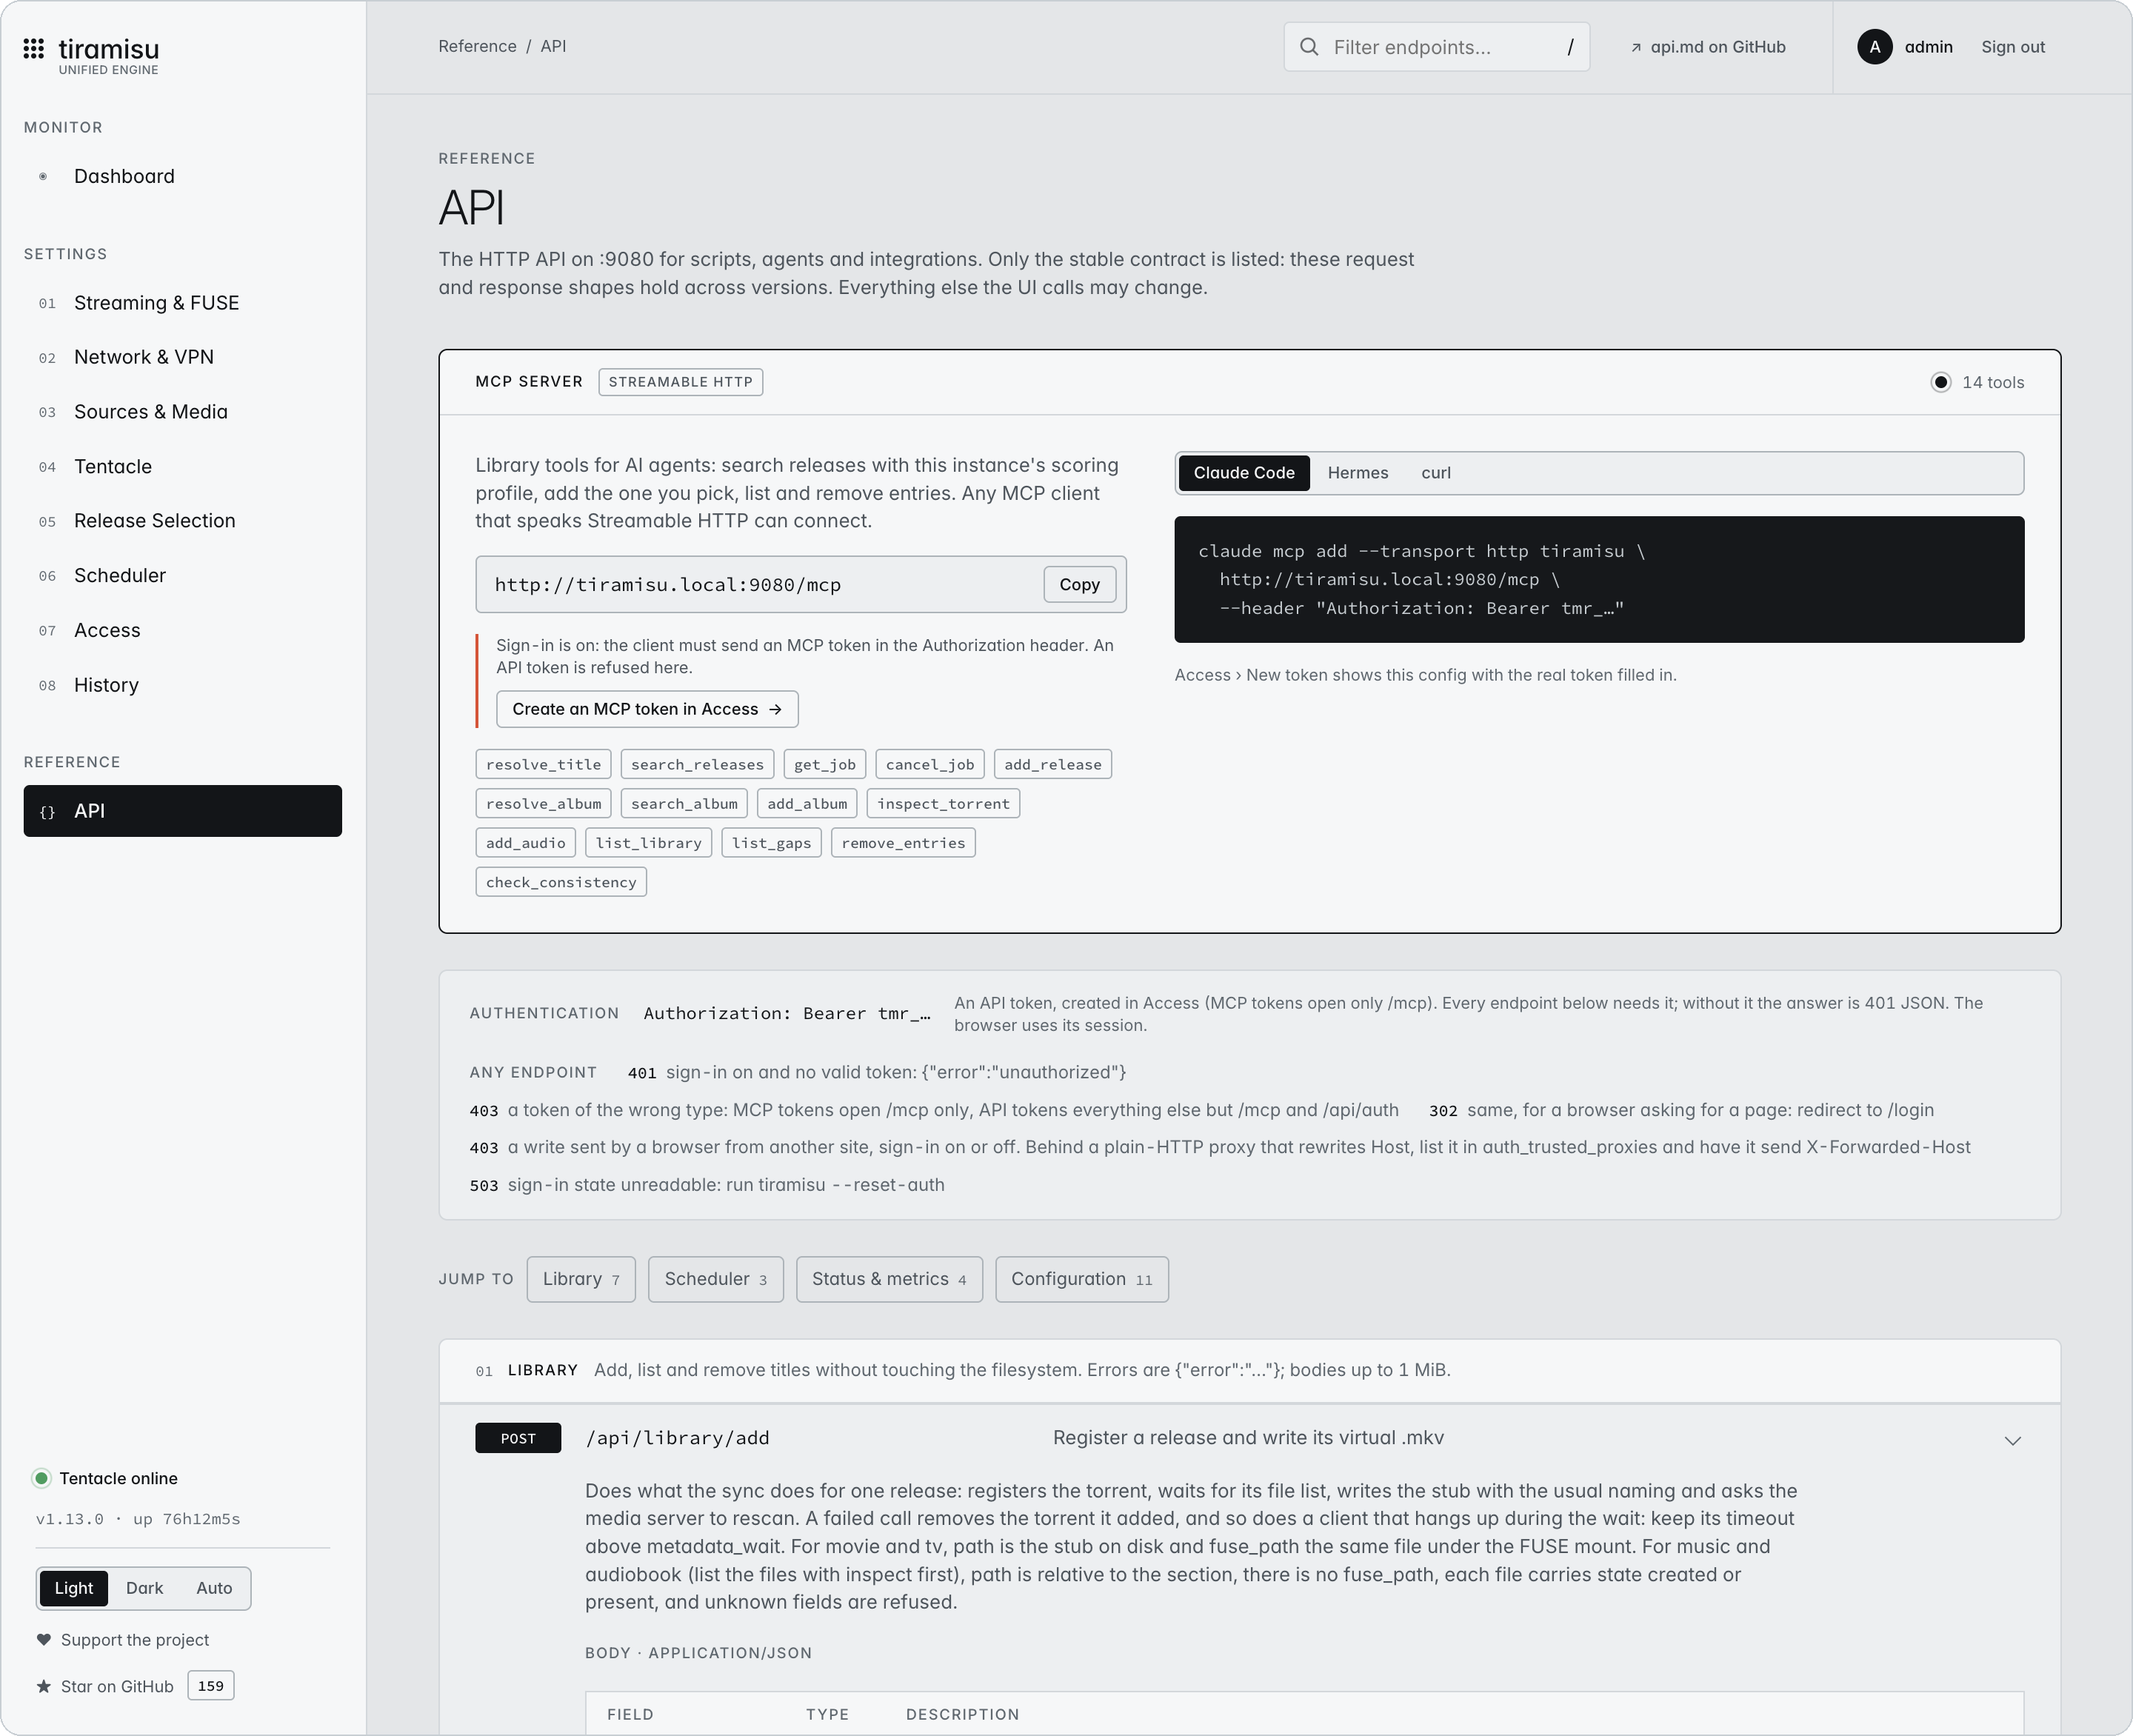 tiramisu
UNIFIED ENGINE
MONITOR
Dashboard
SETTINGS
01 Streaming & FUSE
02 Network & VPN
03 Sources & Media
04 Tentacle
05 Release Selection
06 Scheduler
07 Access
08 History
REFERENCE
{} API
Tentacle online
v1.13.0 · up 76h12m5s
Light Dark Auto
♥ Support the project
★ Star on GitHub 159
Reference / API
Filter endpoints... /
↗ api.md on GitHub
A admin Sign out
REFERENCE
API
The HTTP API on :9080 for scripts, agents and integrations. Only the stable contract is listed: these request
and response shapes hold across versions. Everything else the UI calls may change.
MCP SERVER STREAMABLE HTTP
14 tools
Library tools for AI agents: search releases with this instance's scoring
profile, add the one you pick, list and remove entries. Any MCP client
that speaks Streamable HTTP can connect.
http://tiramisu.local:9080/mcp Copy
Sign-in is on: the client must send an MCP token in the Authorization header. An
API token is refused here.
Create an MCP token in Access →
resolve_title search_releases get_job cancel_job add_release
resolve_album search_album add_album inspect_torrent
add_audio list_library list_gaps remove_entries
check_consistency
Claude Code Hermes curl
claude mcp add --transport http tiramisu \
http://tiramisu.local:9080/mcp \
--header "Authorization: Bearer tmr_…"
Access › New token shows this config with the real token filled in.
AUTHENTICATION Authorization: Bearer tmr_…
An API token, created in Access (MCP tokens open only /mcp). Every endpoint below needs it; without it the answer is 401 JSON. The
browser uses its session.
ANY ENDPOINT 401 sign-in on and no valid token: {"error":"unauthorized"}
403 a token of the wrong type: MCP tokens open /mcp only, API tokens everything else but /mcp and /api/auth 302 same, for a browser asking for a page: redirect to /login
403 a write sent by a browser from another site, sign-in on or off. Behind a plain-HTTP proxy that rewrites Host, list it in auth_trusted_proxies and have it send X-Forwarded-Host
503 sign-in state unreadable: run tiramisu --reset-auth
JUMP TO Library 7 Scheduler 3 Status & metrics 4 Configuration 11
01 LIBRARY Add, list and remove titles without touching the filesystem. Errors are {"error":"..."}; bodies up to 1 MiB.
POST /api/library/add Register a release and write its virtual .mkv
Does what the sync does for one release: registers the torrent, waits for its file list, writes the stub with the usual naming and asks the
media server to rescan. A failed call removes the torrent it added, and so does a client that hangs up during the wait: keep its timeout
above metadata_wait. For movie and tv, path is the stub on disk and fuse_path the same file under the FUSE mount. For music and
audiobook (list the files with inspect first), path is relative to the section, there is no fuse_path, each file carries state created or
present, and unknown fields are refused.
BODY · APPLICATION/JSON
FIELD TYPE DESCRIPTION